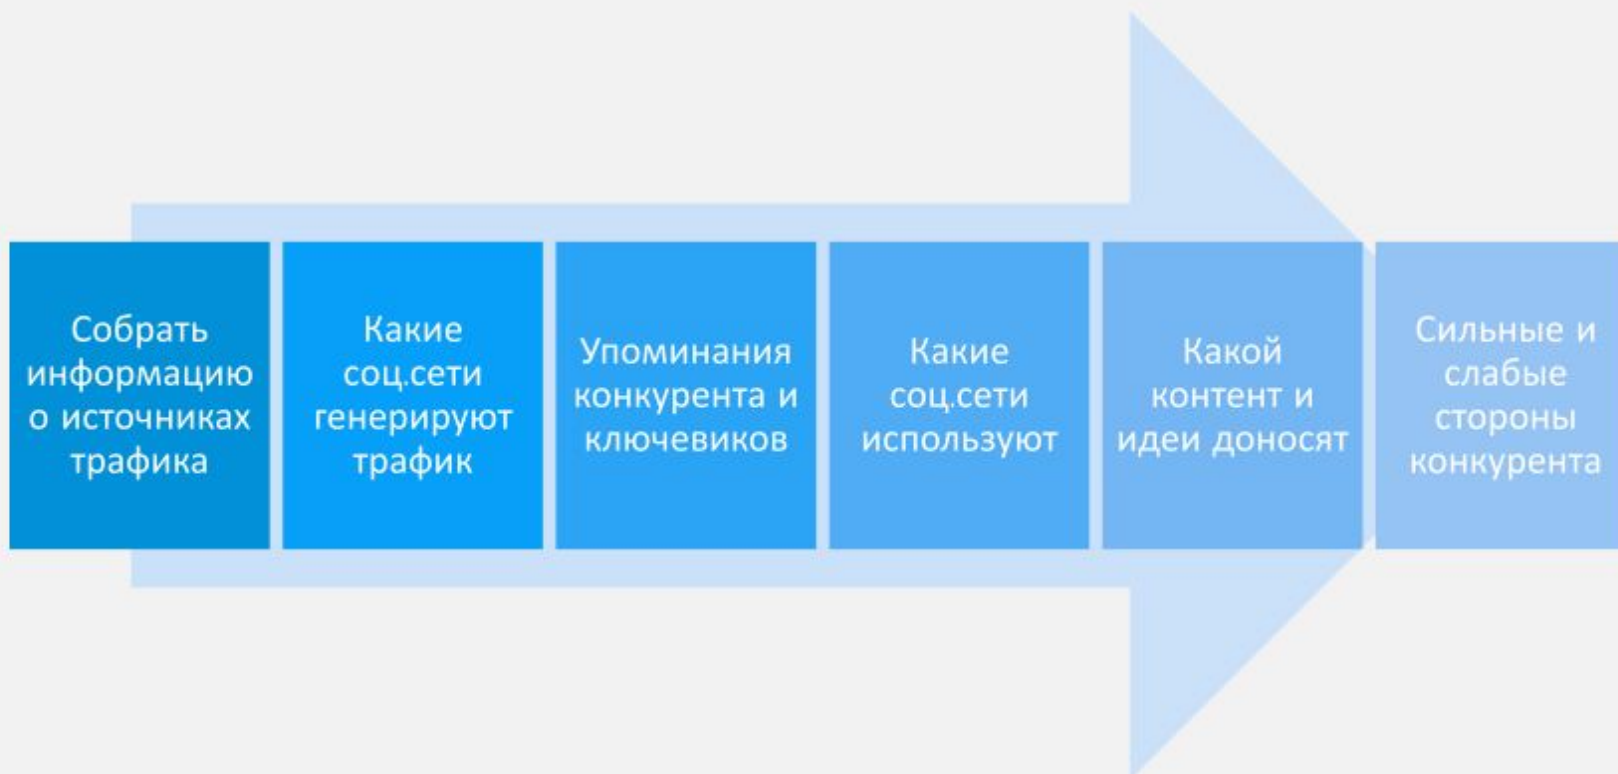 Собрать
информацию
о источниках
трафика
Какие
соц.сети
генерируют
трафик
Упоминания
конкурента и
ключевиков
Какие
соц.сети
используют
Какой
контент и
идеи доносят
Сильные и
слабые
стороны
конкурента